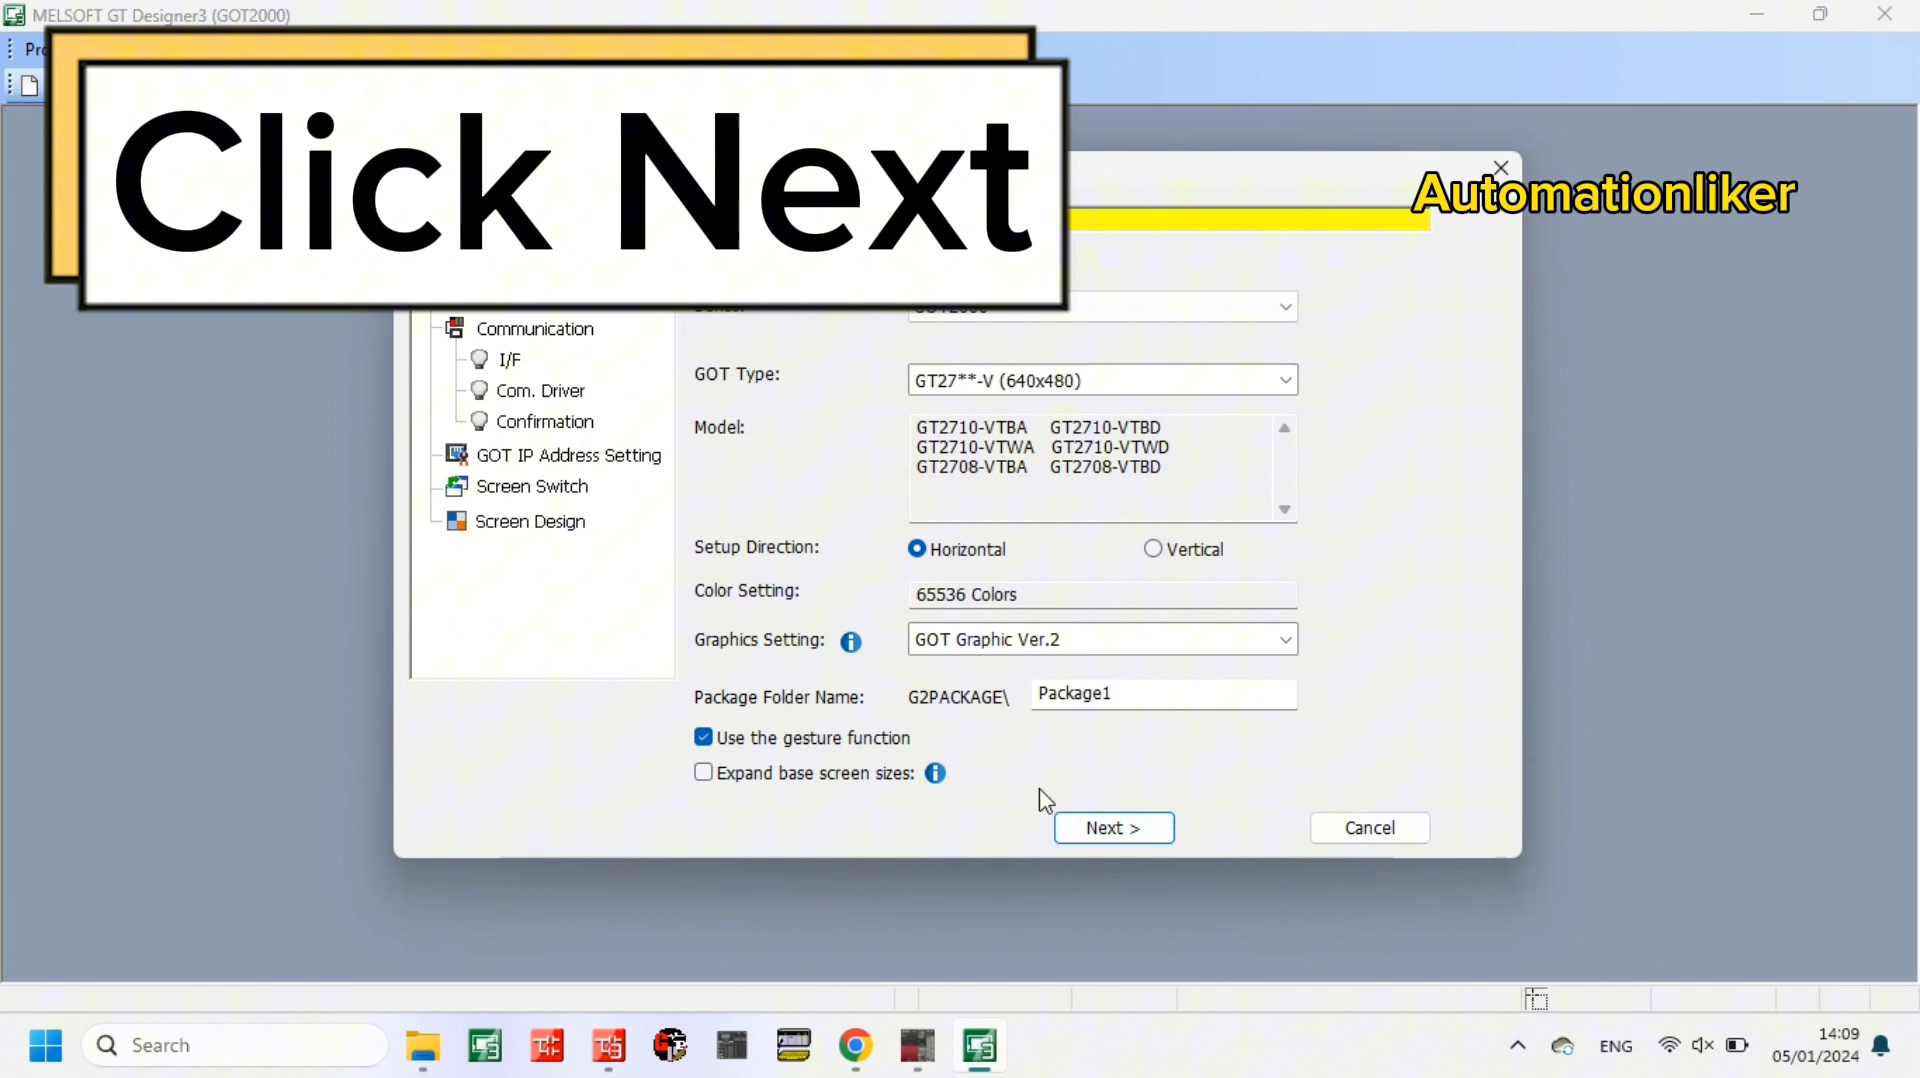 MELSOFT GT Designer3 (GOT2000)
Click Next
Automationliker
Communication
I/F
Com. Driver
Confirmation
GOT IP Address Setting
Screen Switch
Screen Design
GOT Type:
GT27**-V (640x480)
Model:
GT2710-VTBA GT2710-VTBD
GT2710-VTWA GT2710-VTWD
GT2708-VTBA GT2708-VTBD
Setup Direction:
Horizontal
Vertical
Color Setting:
65536 Colors
Graphics Setting:
GOT Graphic Ver.2
Package Folder Name:
G2PACKAGE\
Package1
Use the gesture function
Expand base screen sizes:
Next >
Cancel
Search
ENG
14:09
05/01/2024